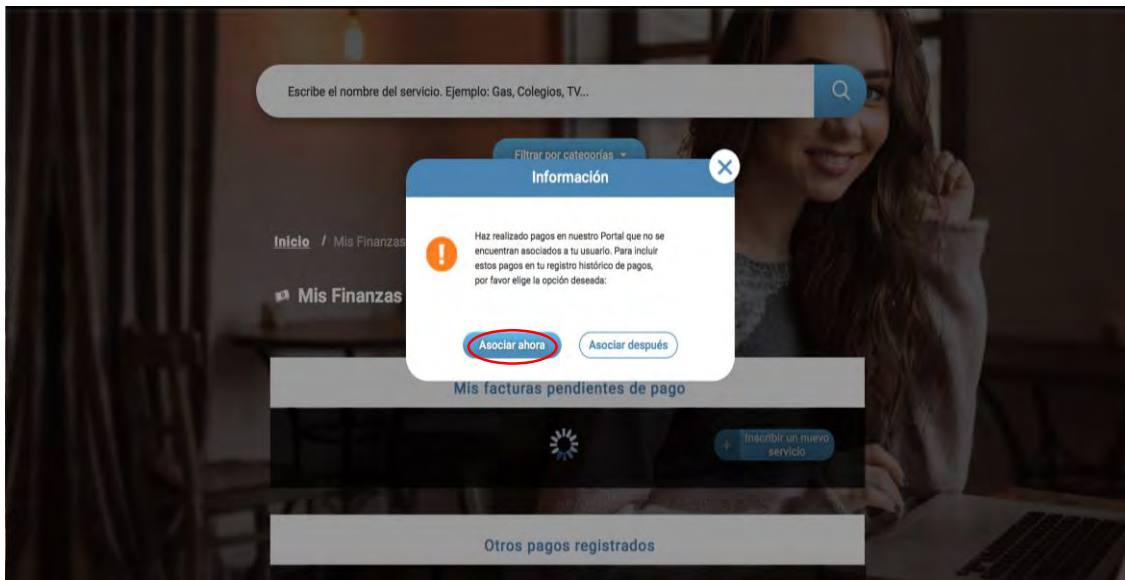 Escribe el nombre del servicio. Ejemplo: Gas, Colegios, TV...
Filtrar por categorías
Información
Haz realizado pagos en nuestro Portal que no se
encuentran asociados a tu usuario. Para incluir
estos pagos en tu registro histórico de pagos,
por favor elige la opción deseada:
Inicio / Mis Finanzas
Mis Finanzas
Asociar ahora
Asociar después
Mis facturas pendientes de pago
+ Inscribir un nuevo
servicio
Otros pagos registrados